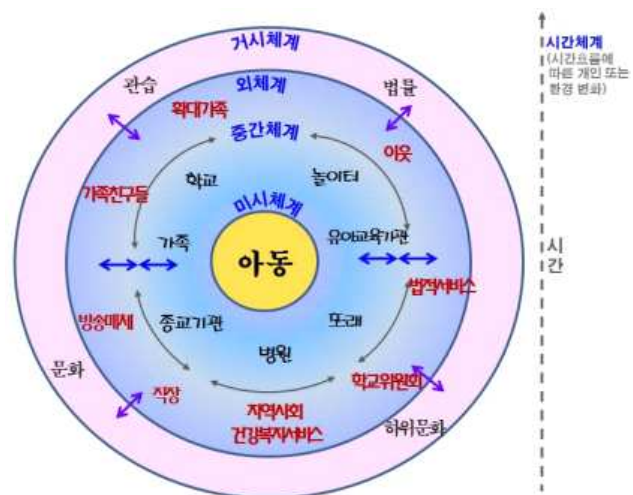 거시체계
관습
법률
외체계
확대가족
중간체계
이웃
학교
놀이터
가족친구들
미시체계
가족
유아교육기관
아동
법적서비스
방송매체
종교기관
또래
병원
문화
직장
학교위원회
지역사회
건강복지서비스
하위문화
시간체계
(시간흐름에
따른 개인 또는
환경 변화)
시간